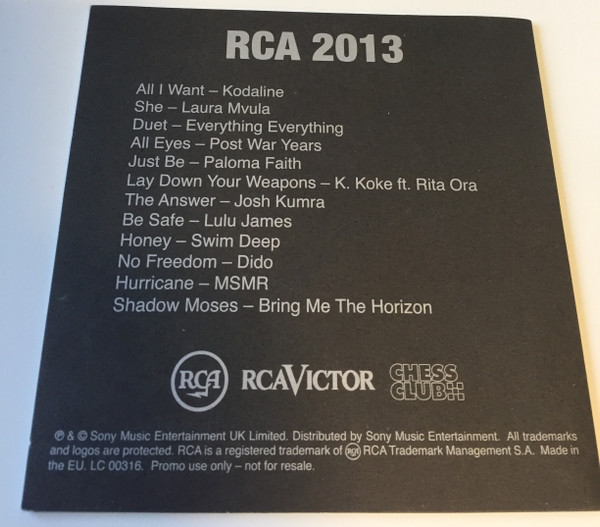 RCA 2013
All I Want – Kodaline
She – Laura Mvula
Duet – Everything Everything
All Eyes – Post War Years
Just Be – Paloma Faith
Lay Down Your Weapons – K. Koke ft. Rita Ora
The Answer – Josh Kumra
Be Safe – Lulu James
Honey – Swim Deep
No Freedom – Dido
Hurricane – MSMR
Shadow Moses – Bring Me The Horizon
RCA RCAVICTOR CHESS
CLUB
℗ & © Sony Music Entertainment UK Limited. Distributed by Sony Music Entertainment. All trademarks
and logos are protected. RCA is a registered trademark of RCA RCA Trademark Management S.A. Made in
the EU. LC 00316. Promo use only – not for resale.